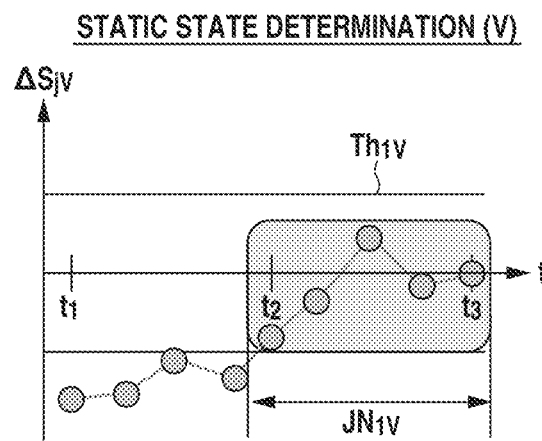 STATIC STATE DETERMINATION (V)
ΔSjV
Th1V
t
t1
t2
t3
JN1V